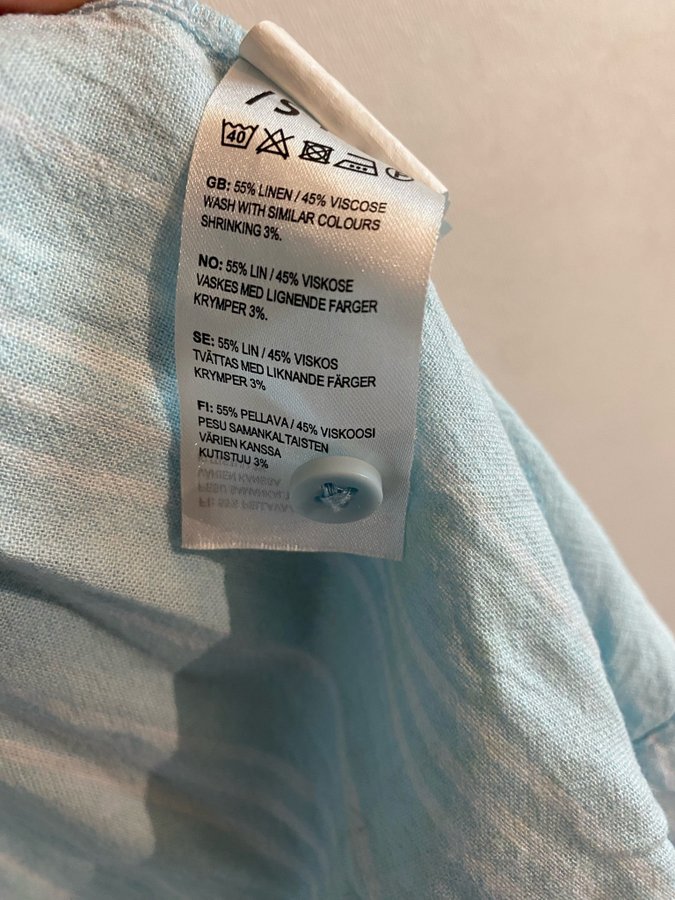 40
GB: 55% LINEN / 45% VISCOSE
WASH WITH SIMILAR COLOURS
SHRINKING 3%.
NO: 55% LIN / 45% VISKOSE
VASKES MED LIGNENDE FARGER
KRYMPER 3%.
SE: 55% LIN / 45% VISKOS
TVÄTTAS MED LIKNANDE FÄRGER
KRYMPER 3%
FI: 55% PELLAVA / 45% VISKOOSI
PESU SAMANKALTAISTEN
VÄRIEN KANSSA
KUTISTUU 3%